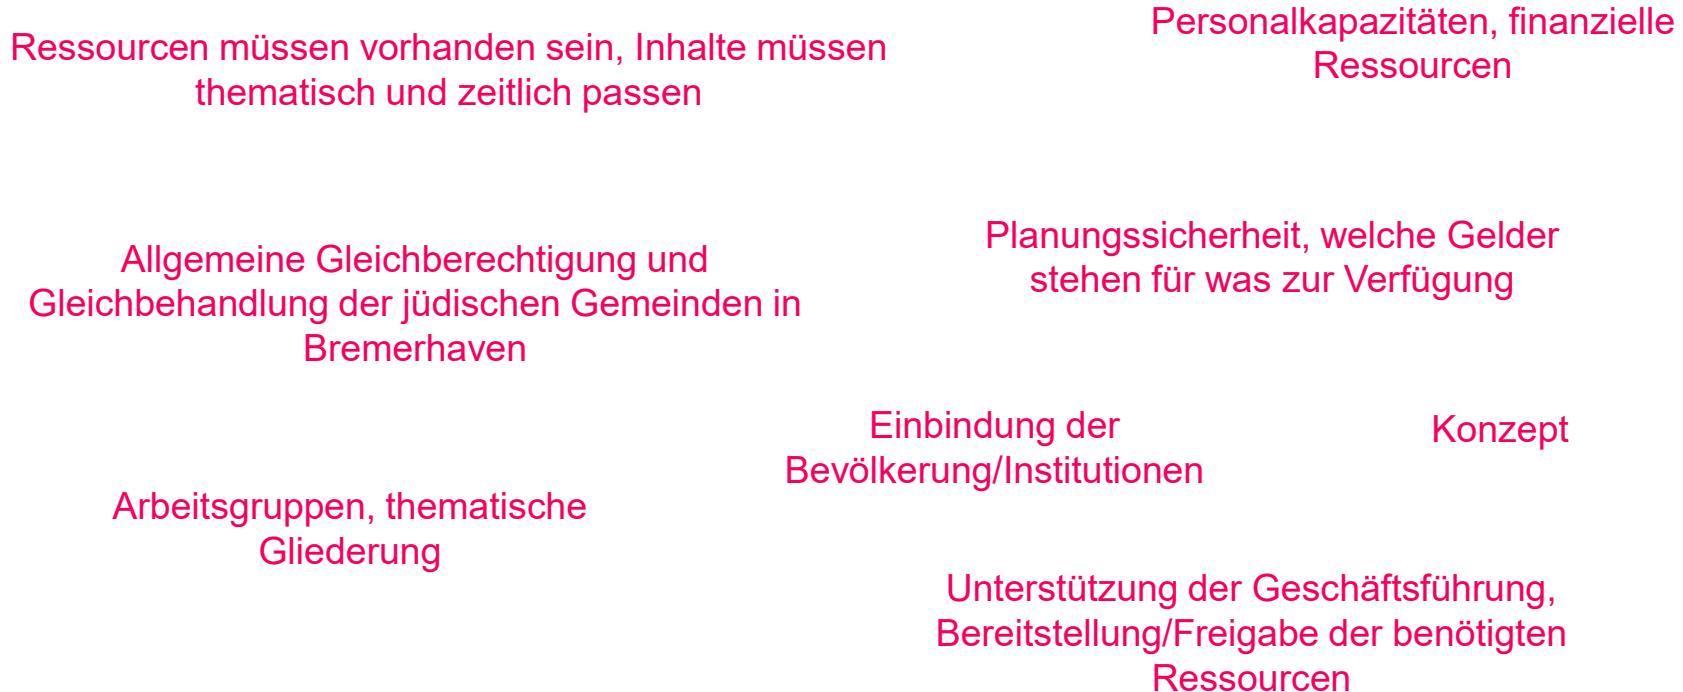 Ressourcen müssen vorhanden sein, Inhalte müssen
thematisch und zeitlich passen
Personalkapazitäten, finanzielle
Ressourcen
Allgemeine Gleichberechtigung und
Gleichbehandlung der jüdischen Gemeinden in
Bremerhaven
Planungssicherheit, welche Gelder
stehen für was zur Verfügung
Einbindung der
Bevölkerung/Institutionen
Konzept
Arbeitsgruppen, thematische
Gliederung
Unterstützung der Geschäftsführung,
Bereitstellung/Freigabe der benötigten
Ressourcen